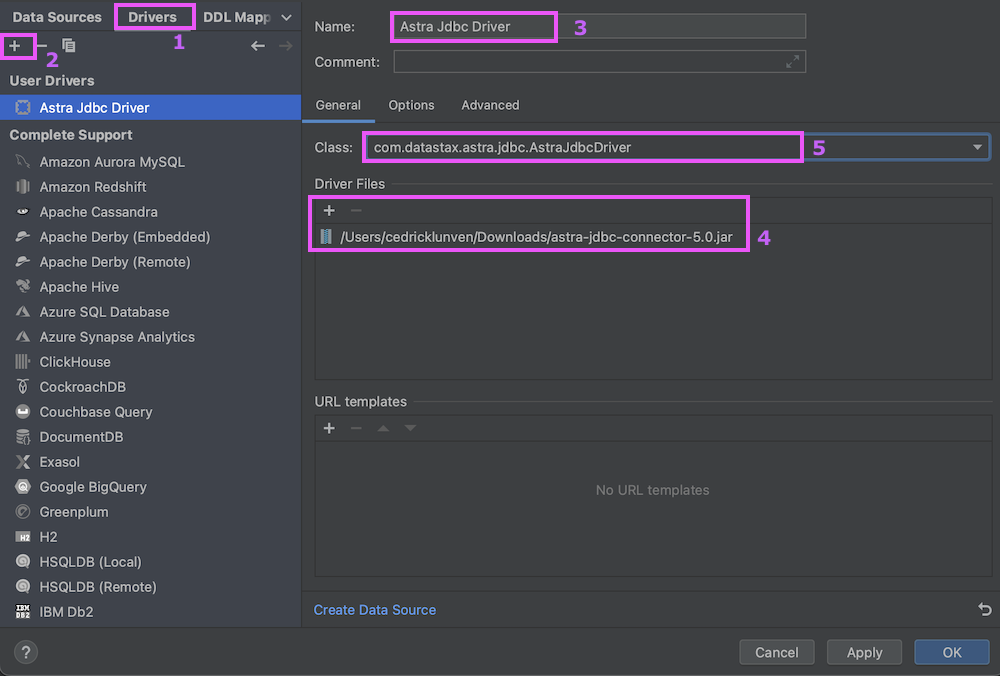 Data Sources Drivers DDL Mapp
1
2
User Drivers
Astra Jdbc Driver
Complete Support
Amazon Aurora MySQL
Amazon Redshift
Apache Cassandra
Apache Derby (Embedded)
Apache Derby (Remote)
Apache Hive
Azure SQL Database
Azure Synapse Analytics
ClickHouse
CockroachDB
Couchbase Query
DocumentDB
Exasol
Google BigQuery
Greenplum
H2
HSQLDB (Local)
HSQLDB (Remote)
IBM Db2
Name: Astra Jdbc Driver 3
Comment:
General Options Advanced
Class: com.datastax.astra.jdbc.AstraJdbcDriver 5
Driver Files
/Users/cedricklunven/Downloads/astra-jdbc-connector-5.0.jar 4
URL templates
No URL templates
Create Data Source
? Cancel Apply OK